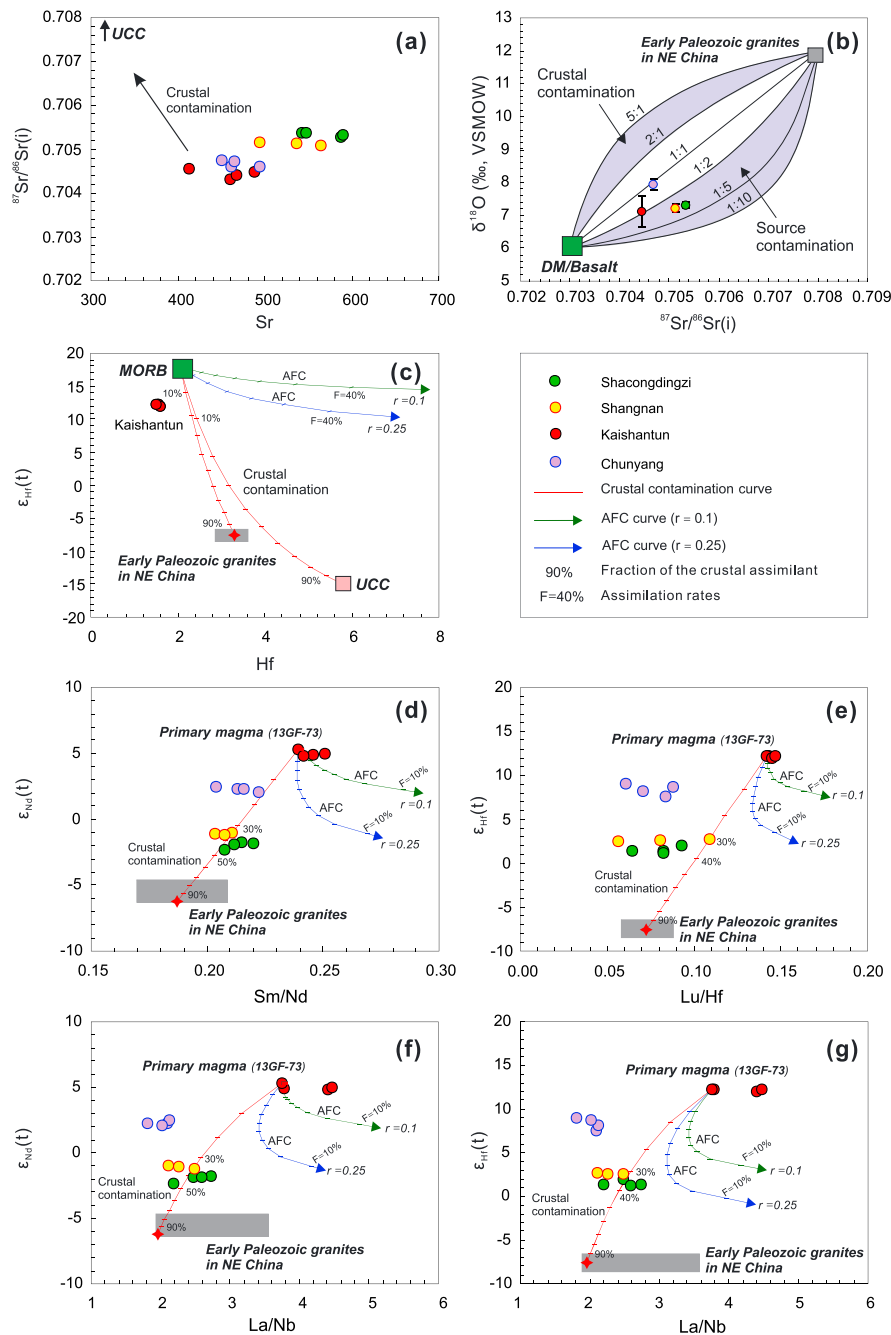 0.708
UCC
(a)
0.707
Crustal
contamination
0.706
0.705
0.704
0.703
0.702
⁸⁷Sr/⁸⁶Sr(i)
300 400 500 600 700
Sr
13
12
11
10
9
8
7
6
5
δ¹⁸O (‰, VSMOW)
Early Paleozoic granites
in NE China
(b)
Crustal
contamination
5:1
2:1
1:1
1:2
1:5
1:10
Source
contamination
DM/Basalt
0.702 0.703 0.704 0.705 0.706 0.707 0.708 0.709
⁸⁷Sr/⁸⁶Sr(i)
20
15
10
5
0
-5
-10
-15
-20
εHf(t)
MORB
(c)
AFC
AFC
F=40%
r=0.1
F=40%
r=0.25
10%
10%
Kaishantun
Crustal
contamination
90%
Early Paleozoic granites
in NE China
90%
UCC
0 2 4 6 8
Hf
Shacongdingzi
Shangnan
Kaishantun
Chunyang
Crustal contamination curve
AFC curve (r = 0.1)
AFC curve (r = 0.25)
90% Fraction of the crustal assimilant
F=40% Assimilation rates
10
5
0
-5
-10
εNd(t)
(d)
Primary magma (13GF-73)
AFC
F=10%
r=0.1
AFC
F=10%
r=0.25
30%
Crustal
contamination
50%
90%
Early Paleozoic granites
in NE China
0.15 0.20 0.25 0.30
Sm/Nd
20
15
10
5
0
-5
-10
εHf(t)
(e)
Primary magma (13GF-73)
AFC
F=10%
r=0.1
AFC
F=10%
r=0.25
30%
40%
Crustal
contamination
90%
Early Paleozoic granites
in NE China
0.00 0.05 0.10 0.15 0.20
Lu/Hf
10
5
0
-5
-10
εNd(t)
(f)
Primary magma (13GF-73)
AFC
F=10%
r=0.1
AFC
F=10%
r=0.25
30%
Crustal
contamination
50%
90%
Early Paleozoic granites
in NE China
1 2 3 4 5 6
La/Nb
20
15
10
5
0
-5
-10
εHf(t)
(g)
Primary magma (13GF-73)
AFC
F=10%
r=0.1
AFC
F=10%
r=0.25
30%
Crustal
contamination
40%
90%
Early Paleozoic granites
in NE China
1 2 3 4 5 6
La/Nb